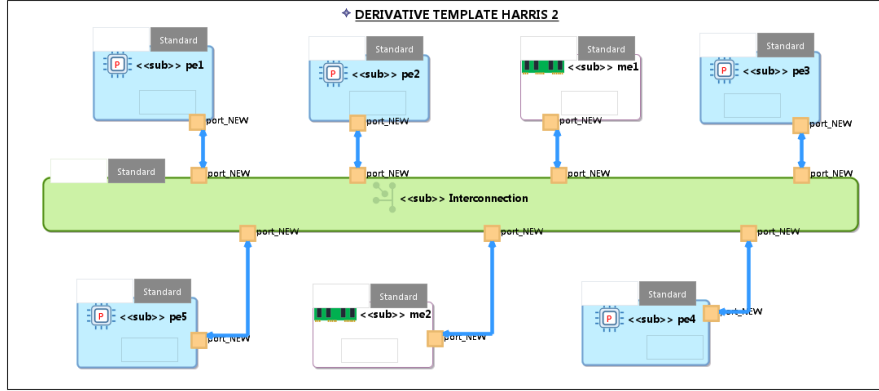 DERIVATIVE TEMPLATE HARRIS 2
Standard
Standard
Standard
Standard
P <<sub>> pe1
P <<sub>> pe2
<<sub>> me1
P <<sub>> pe3
port_NEW
port_NEW
port_NEW
port_NEW
Standard
port_NEW
port_NEW
port_NEW
port_NEW
<<sub>> Interconnection
port_NEW
port_NEW
port_NEW
Standard
Standard
Standard
P <<sub>> pe5
<<sub>> me2
P <<sub>> pe4
port_NEW
port_NEW
port_NEW